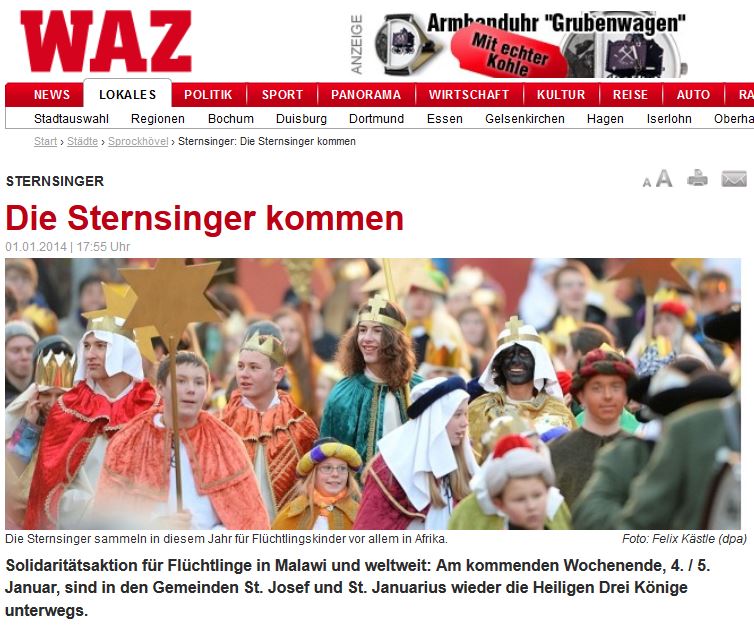 WAZ
ANZEIGE
Armbanduhr "Grubenwagen"
Mit echter
Kohle
NEWS LOKALES POLITIK SPORT PANORAMA WIRTSCHAFT KULTUR REISE AUTO RA
Stadtauswahl Regionen Bochum Duisburg Dortmund Essen Gelsenkirchen Hagen Iserlohn Oberha
Start › Städte › Sprockhövel › Sternsinger: Die Sternsinger kommen
STERNSINGER
A A
Die Sternsinger kommen
01.01.2014 | 17:55 Uhr
Die Sternsinger sammeln in diesem Jahr für Flüchtlingskinder vor allem in Afrika. Foto: Felix Kästle (dpa)
Solidaritätsaktion für Flüchtlinge in Malawi und weltweit: Am kommenden Wochenende, 4. / 5.
Januar, sind in den Gemeinden St. Josef und St. Januarius wieder die Heiligen Drei Könige
unterwegs.